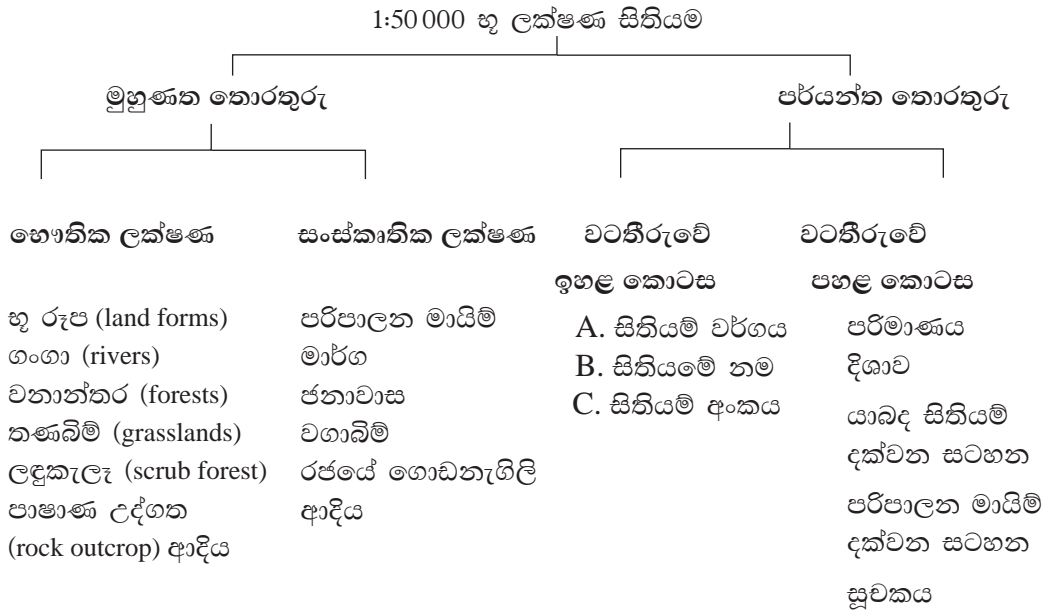 1:50 000 භූ ලක්ෂණ සිතියම
මුහුණත තොරතුරු
පර්යන්ත තොරතුරු
භෞතික ලක්ෂණ
භූ රූප (land forms)
ගංගා (rivers)
වනාන්තර (forests)
තණබිම් (grasslands)
ලඳුකැලෑ (scrub forest)
පාෂාණ උද්ගත
(rock outcrop) ආදිය
සංස්කෘතික ලක්ෂණ
පරිපාලන මායිම්
මාර්ග
ජනාවාස
වගාබිම්
රජයේ ගොඩනැගිලි
ආදිය
වටතීරුවේ
ඉහළ කොටස
A. සිතියම් වර්ගය
B. සිතියමේ නම
C. සිතියම් අංකය
වටතීරුවේ
පහළ කොටස
පරිමාණය
දිශාව
යාබද සිතියම්
දක්වන සටහන
පරිපාලන මායිම්
දක්වන සටහන
සූචකය